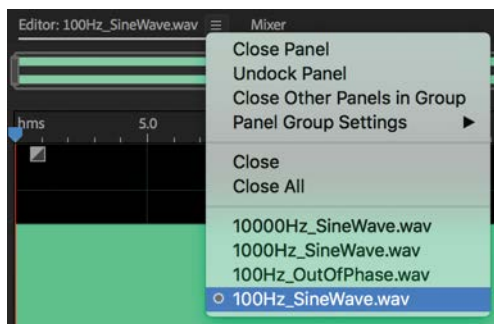 Editor: 100Hz_SineWave.wav Mixer
Close Panel
Undock Panel
Close Other Panels in Group
Panel Group Settings
hms 5.0
Close
Close All
10000Hz_SineWave.wav
1000Hz_SineWave.wav
100Hz_OutOfPhase.wav
100Hz_SineWave.wav